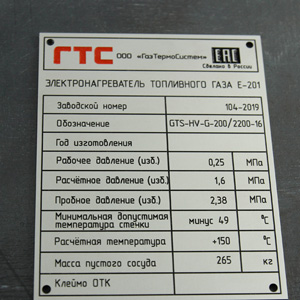 ГТС ООО «ГазТермоСистем» ЕАС
Сделано в России
ЭЛЕКТРОНАГРЕВАТЕЛЬ ТОПЛИВНОГО ГАЗА Е-201
Заводской номер 104-2019
Обозначение GTS-HV-G-200/2200-16
Год изготовления
Рабочее давление (изб.) 0,25 МПа
Расчётное давление (изб.) 1,6 МПа
Пробное давление (изб.) 2,38 МПа
Минимальная допустимая
температура стенки минус 49 °С
Расчётная температура +150 °С
Масса пустого сосуда 265 кг
Клеймо ОТК